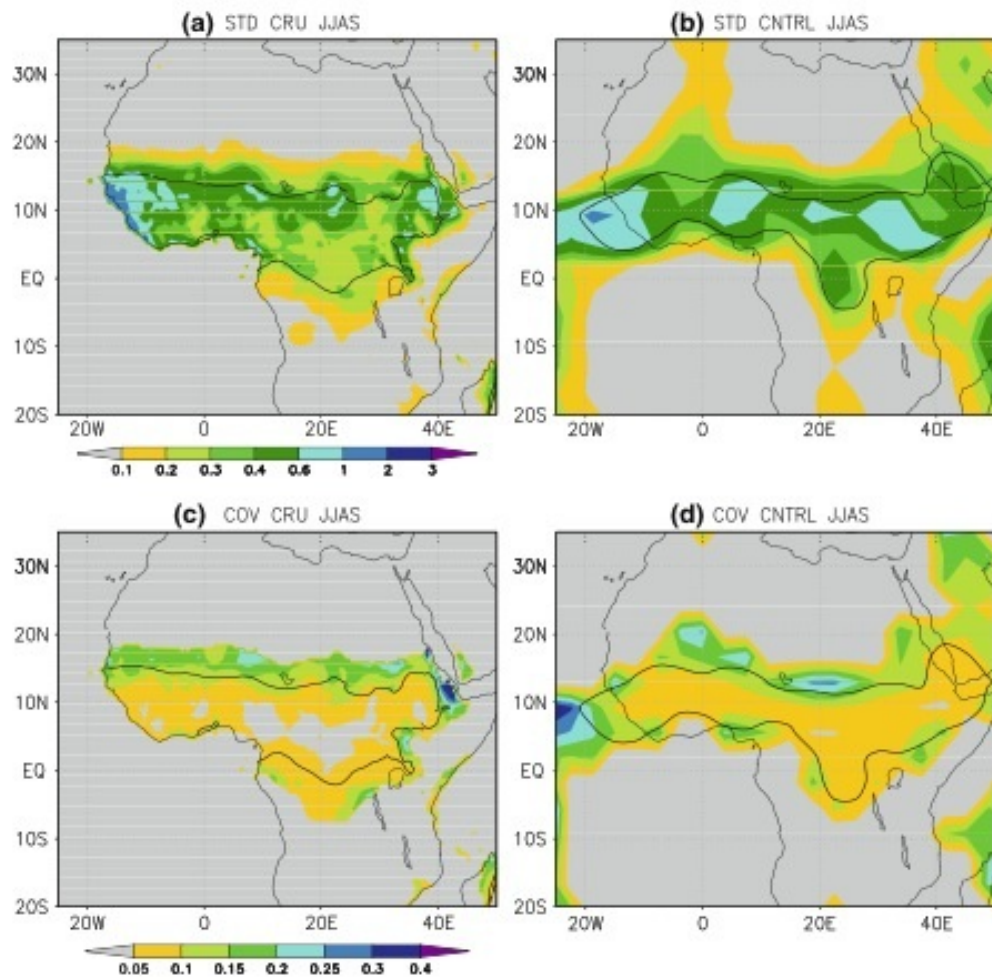 (a) STD CRU JJAS
(b) STD CNTRL JJAS
30N
20N
10N
EQ
10S
20S
20W 0 20E 40E
30N
20N
10N
EQ
10S
20S
20W 0 20E 40E
0.1 0.2 0.3 0.4 0.6 1 2 3
(c) COV CRU JJAS
(d) COV CNTRL JJAS
30N
20N
10N
EQ
10S
20S
20W 0 20E 40E
30N
20N
10N
EQ
10S
20S
20W 0 20E 40E
0.05 0.1 0.15 0.2 0.25 0.3 0.4